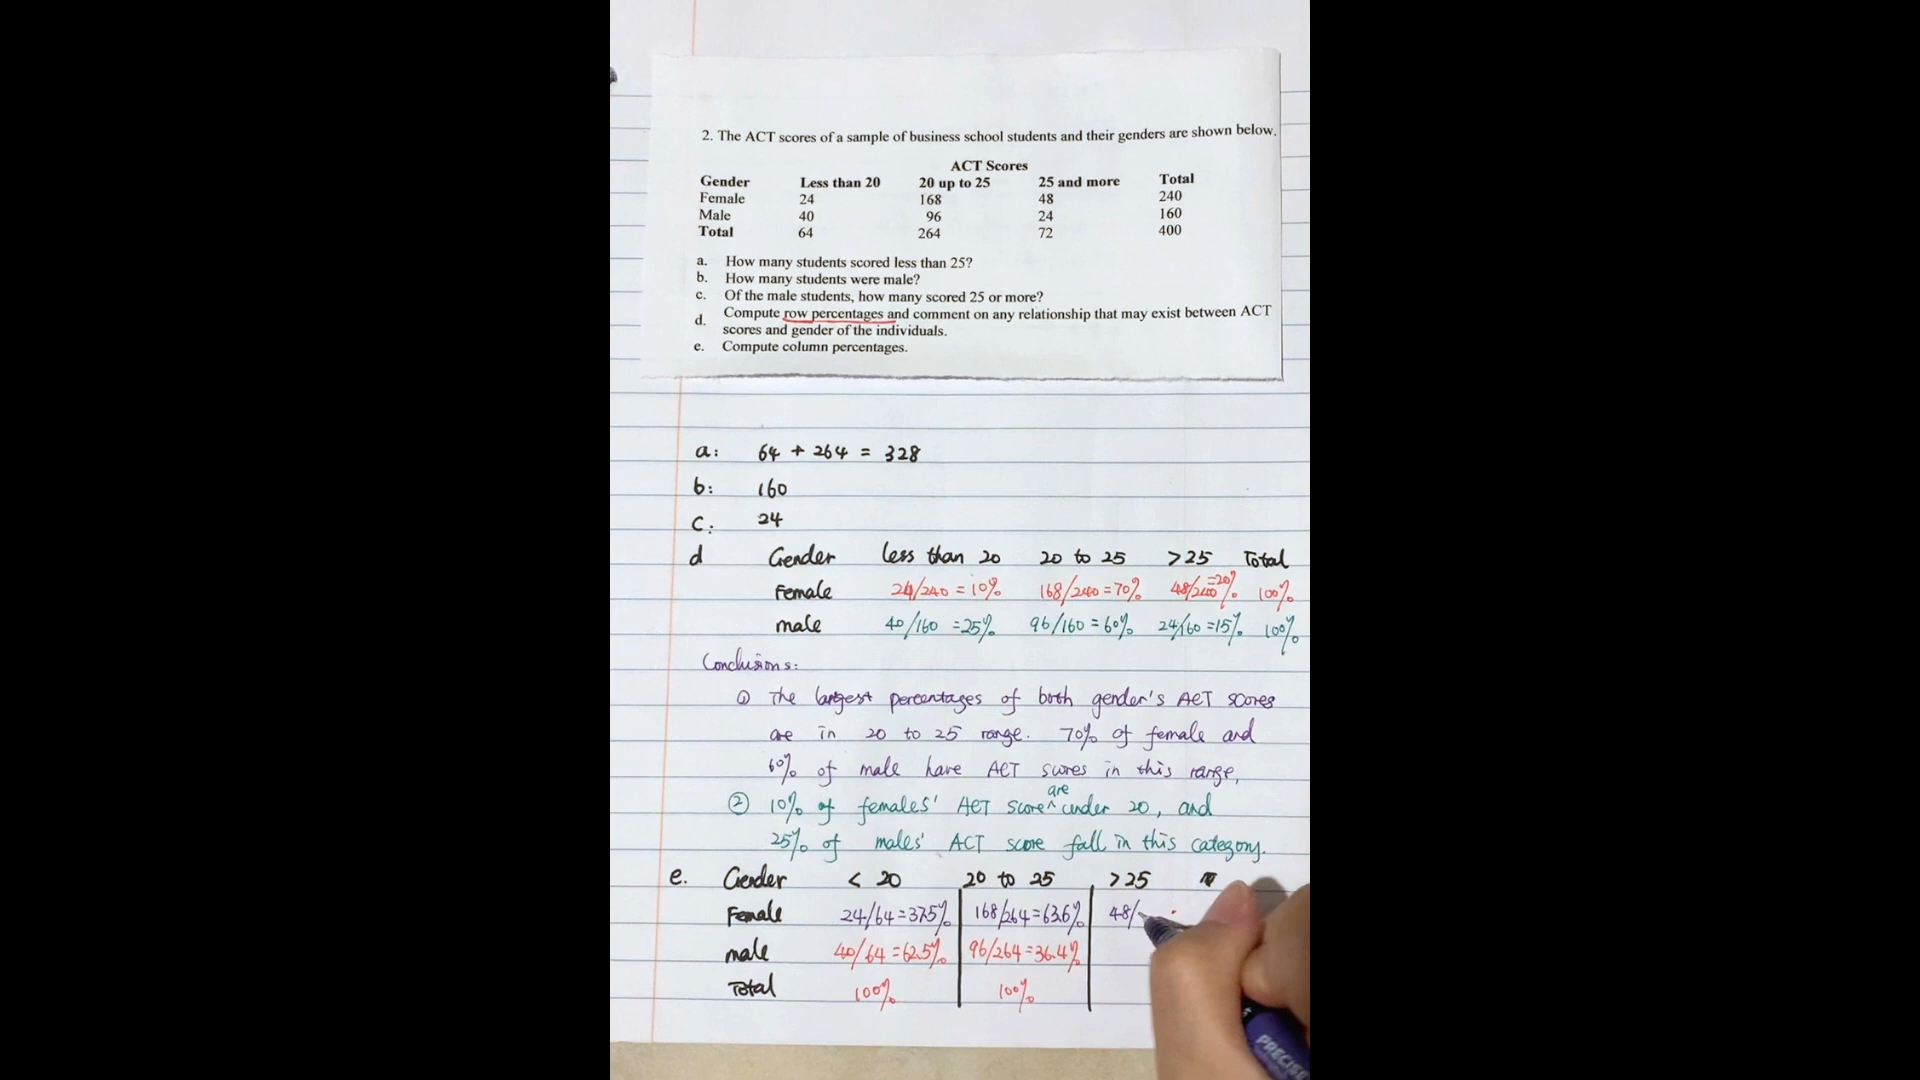 2. The ACT scores of a sample of business school students and their genders are shown below.
ACT Scores
Gender Less than 20 20 up to 25 25 and more Total
Female 24 168 48 240
Male 40 96 24 160
Total 64 264 72 400
a. How many students scored less than 25?
b. How many students were male?
c. Of the male students, how many scored 25 or more?
d. Compute row percentages and comment on any relationship that may exist between ACT
scores and gender of the individuals.
e. Compute column percentages.
a: 64 + 264 = 328
b: 160
C: 24
d Gender less than 20 20 to 25 >25 Total
Female 24/240 = 10% 168/240 = 70% 48/240 =20% 100%
male 40/160 = 25% 96/160 = 60% 24/160 = 15% 100%
Conclusions:
① The largest percentages of both gender's ACT scores
are in 20 to 25 range. 70% of female and
60% of male have ACT scores in this range,
② 10% of females' ACT score are under 20, and
25% of males' ACT score fall in this category.
e. Gender < 20 20 to 25 >25
Female 24/64 = 37.5% 168/264 = 63.6% 48/
male 40/64 = 62.5% 96/264 = 36.4%
Total 100% 100%
PRECISE